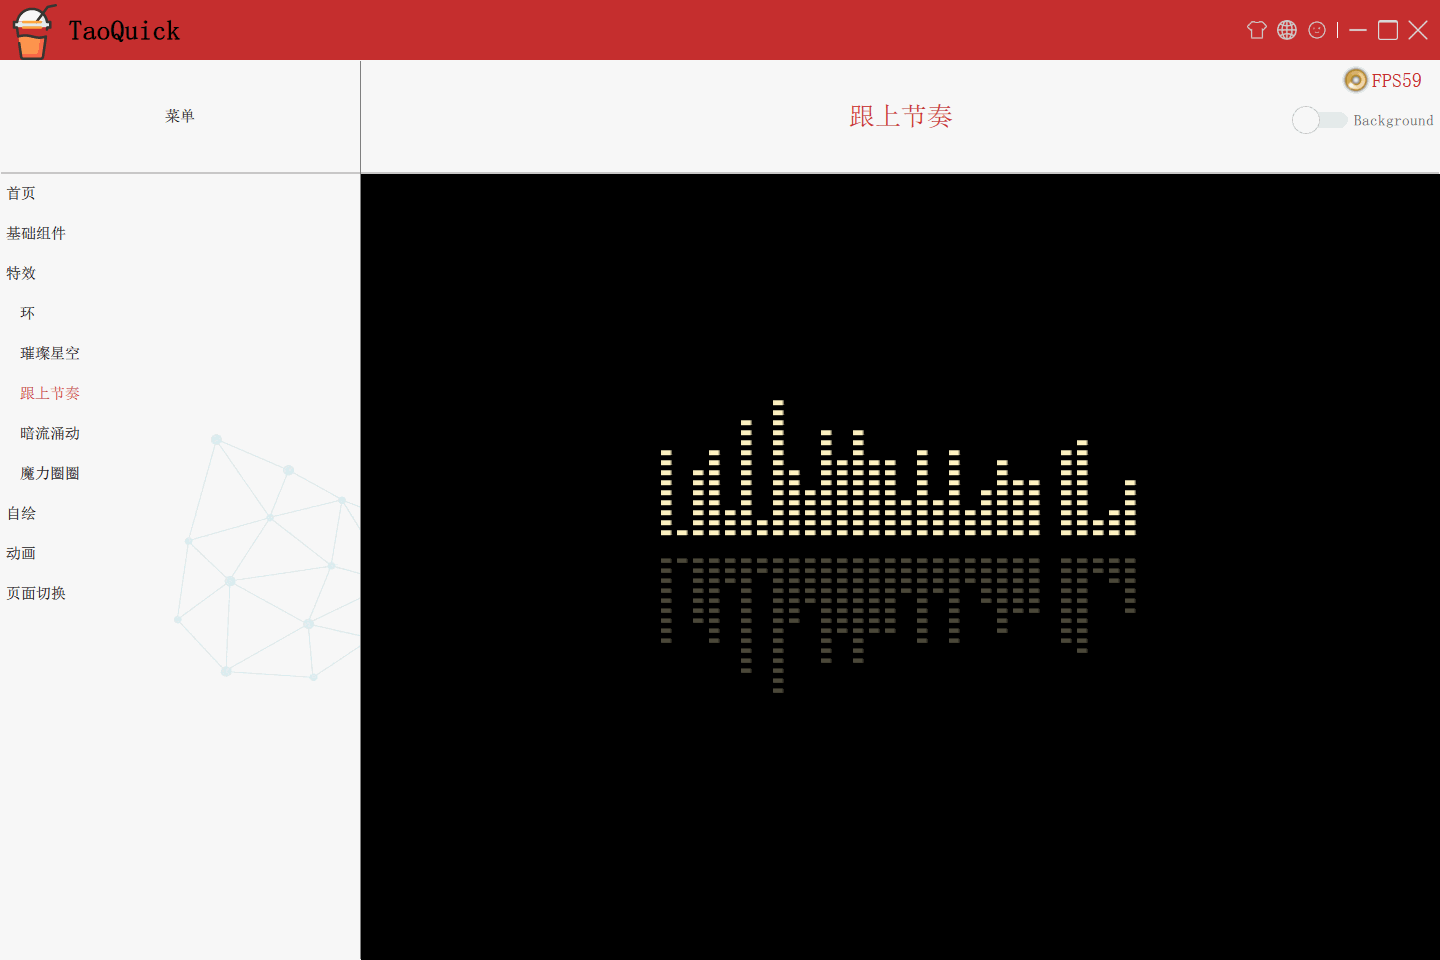 TaoQuick
菜单
跟上节奏
FPS59
Background
首页
基础组件
特效
环
璀璨星空
跟上节奏
暗流涌动
魔力圈圈
自绘
动画
页面切换